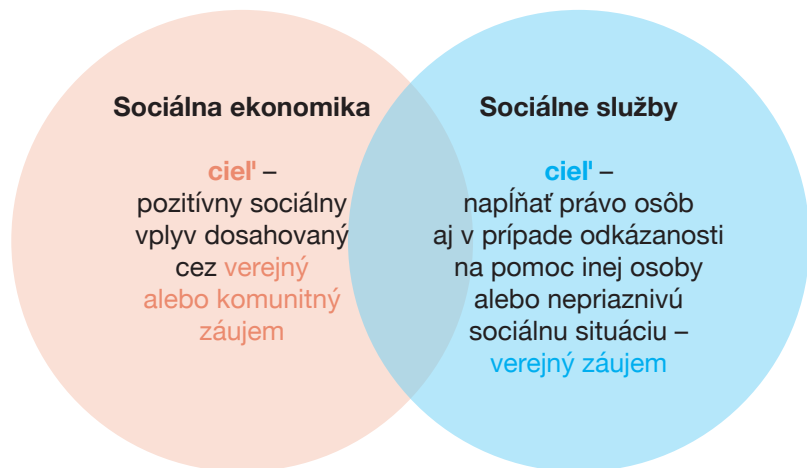 Sociálna ekonomika
cieľ –
pozitívny sociálny
vplyv dosahovaný
cez verejný
alebo komunitný
záujem
Sociálne služby
cieľ –
napĺňať právo osôb
aj v prípade odkázanosti
na pomoc inej osoby
alebo nepriaznivú
sociálnu situáciu –
verejný záujem